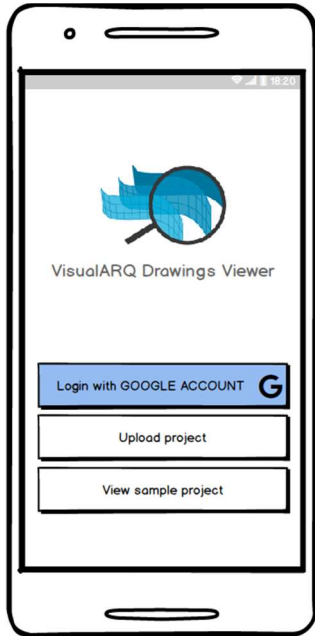 18:20
VisualARQ Drawings Viewer
Login with GOOGLE ACCOUNT G
Upload project
View sample project